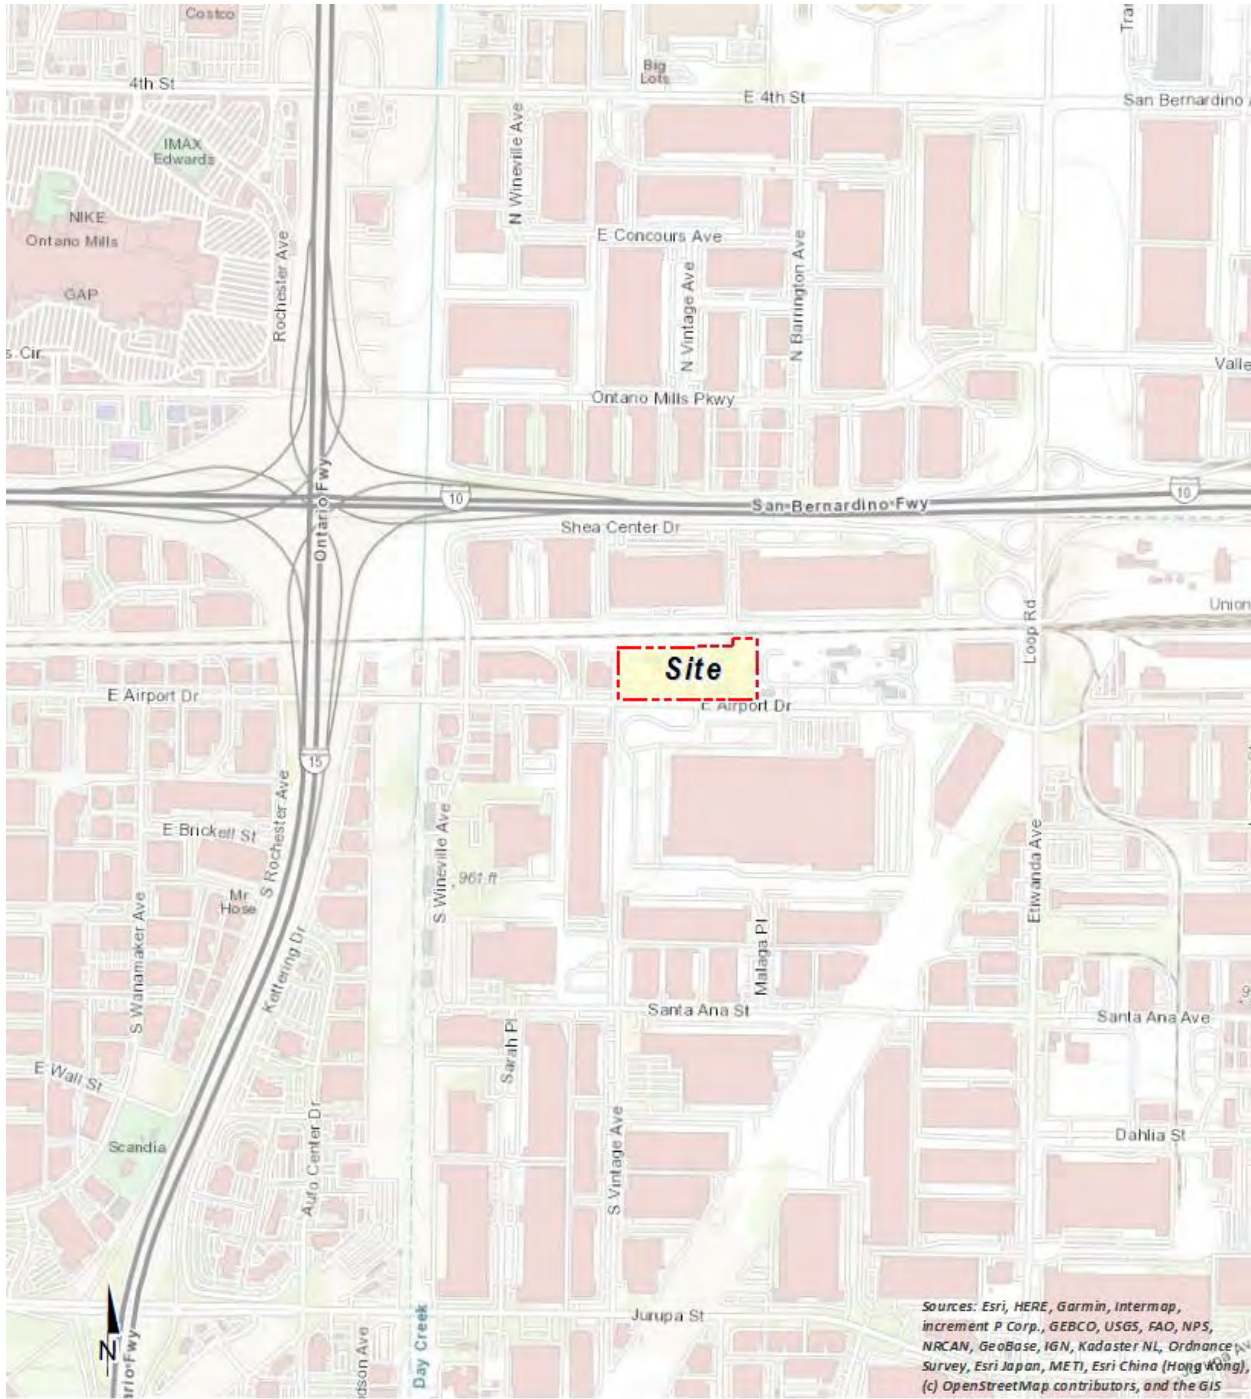 Costco
4th St
Big
Lots
E 4th St
San Bernardino
IMAX
Edwards
N Wineville Ave
NIKE
Ontario Mills
GAP
Rochester Ave
E Concours Ave
N Vintage Ave
N Barrington Ave
s Cir
Valle
Ontario Mills Pkwy
Ontario Fwy
10
San Bernardino Fwy
10
Shea Center Dr
Union
Loop Rd
Site
E Airport Dr
E Airport Dr
15
S Rochester Ave
E Brickell St
S Wineville Ave
961 ft
Mr
Hose
S Wanamaker Ave
Kettering Dr
Etiwanda Ave
Malaga Pl
Santa Ana St
Santa Ana Ave
Sarah Pl
E Wall St
Scandia
Auto Center Dr
S Vintage Ave
Dahlia St
Day Creek
Jurupa St
N
ario Fwy
dson Ave
Sources: Esri, HERE, Garmin, Intermap,
increment P Corp., GEBCO, USGS, FAO, NPS,
NRCAN, GeoBase, IGN, Kadaster NL, Ordnance
Survey, Esri Japan, METI, Esri China (Hong Kong),
(c) OpenStreetMap contributors, and the GIS